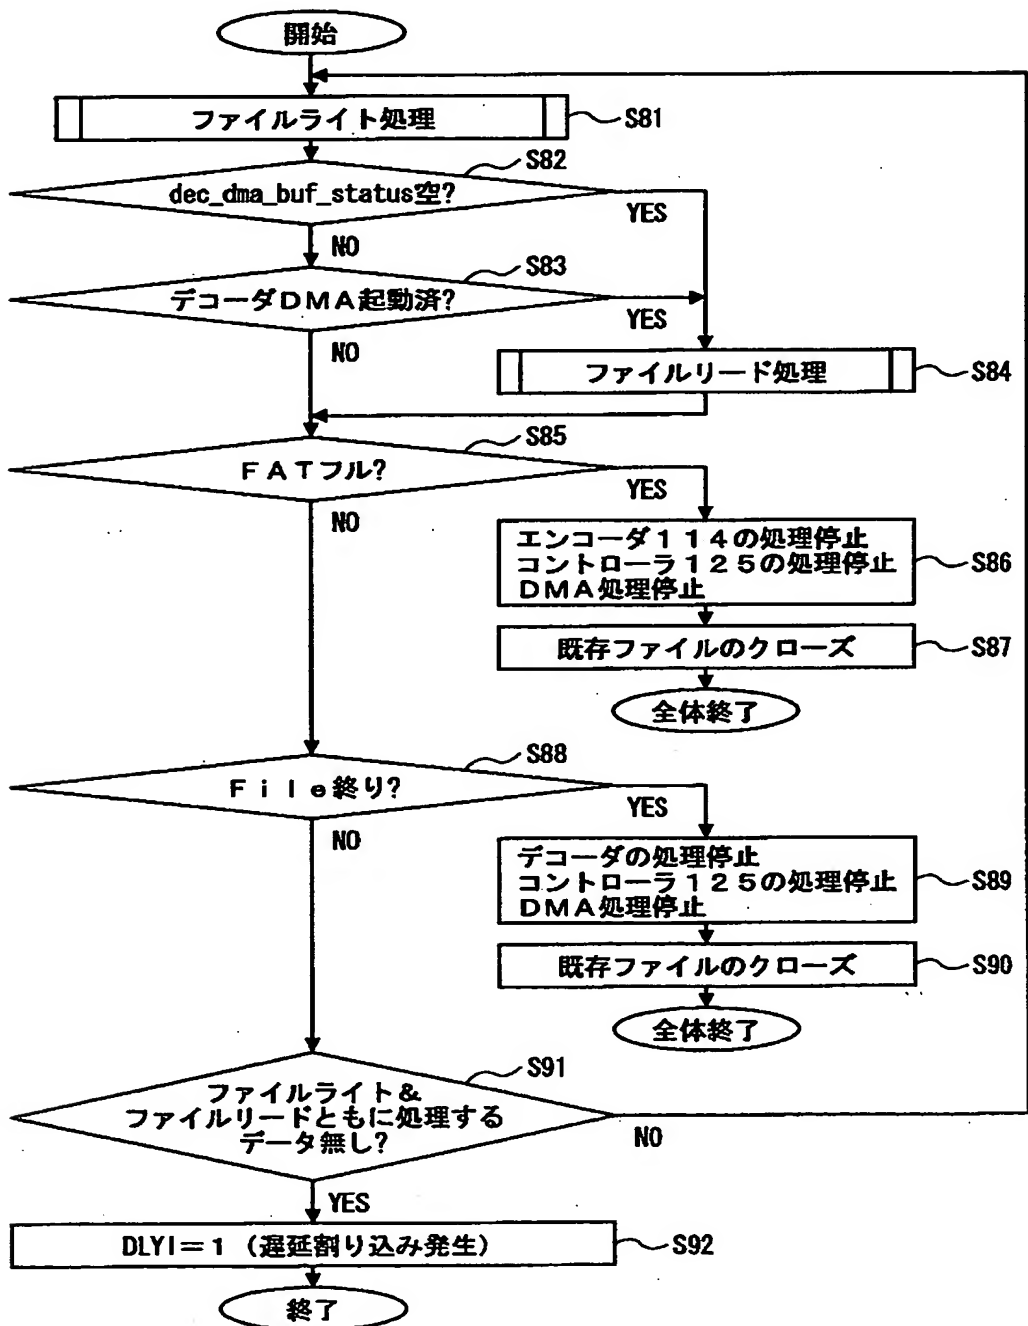 開始
ファイルライト処理
S81
S82
dec_dma_buf_status空?
YES
NO
S83
デコーダDMA起動済?
YES
NO
ファイルリード処理
S84
S85
FATフル?
YES
NO
エンコーダ114の処理停止
コントローラ125の処理停止
DMA処理停止
S86
既存ファイルのクローズ
S87
全体終了
S88
File終り?
YES
NO
デコーダの処理停止
コントローラ125の処理停止
DMA処理停止
S89
既存ファイルのクローズ
S90
全体終了
S91
ファイルライト&
ファイルリードともに処理する
データ無し?
NO
YES
DLYI=1 (遅延割り込み発生)
S92
終了